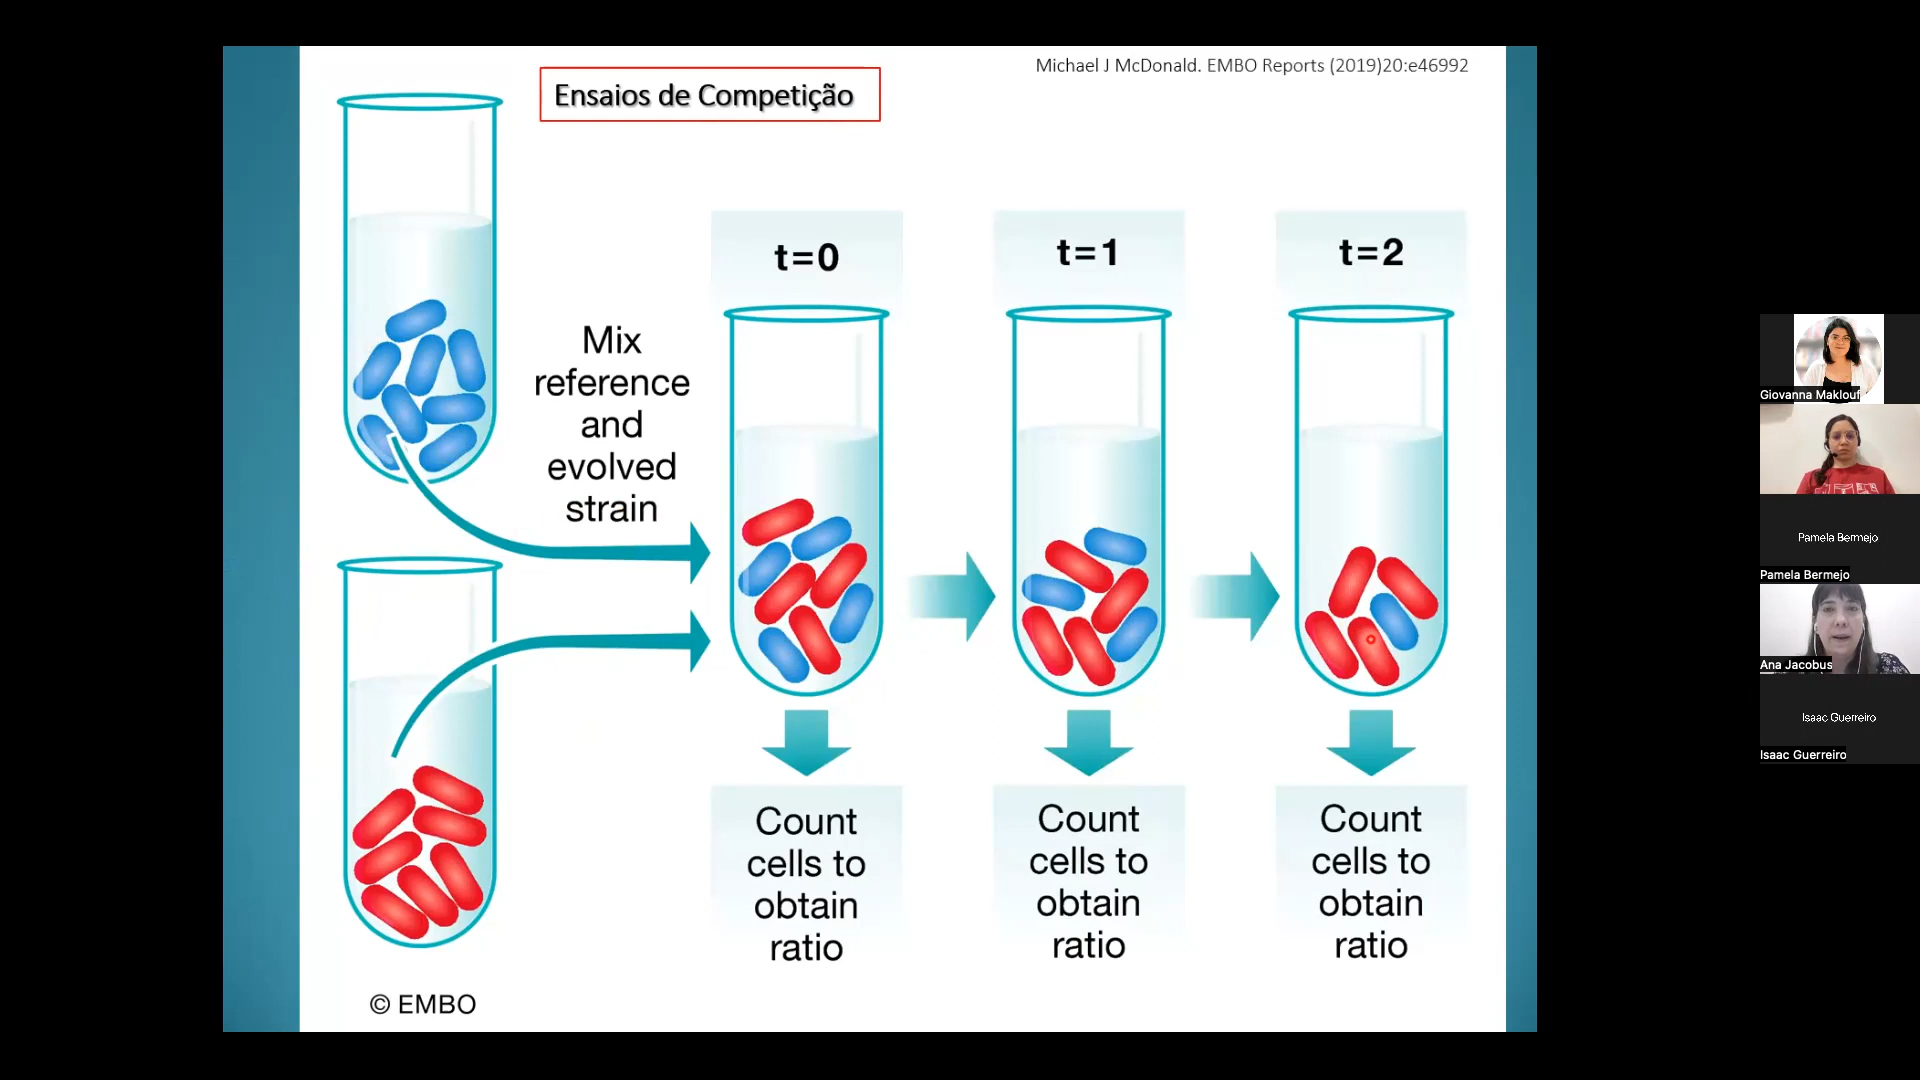 Michael J McDonald. EMBO Reports (2019)20:e46992
Ensaios de Competição
t=0
t=1
t=2
Mix
reference
and
evolved
strain
Count
cells to
obtain
ratio
Count
cells to
obtain
ratio
Count
cells to
obtain
ratio
© EMBO
Giovanna Maklouf
Pamela Bermejo
Pamela Bermejo
Ana Jacobus
Isaac Guerreiro
Isaac Guerreiro